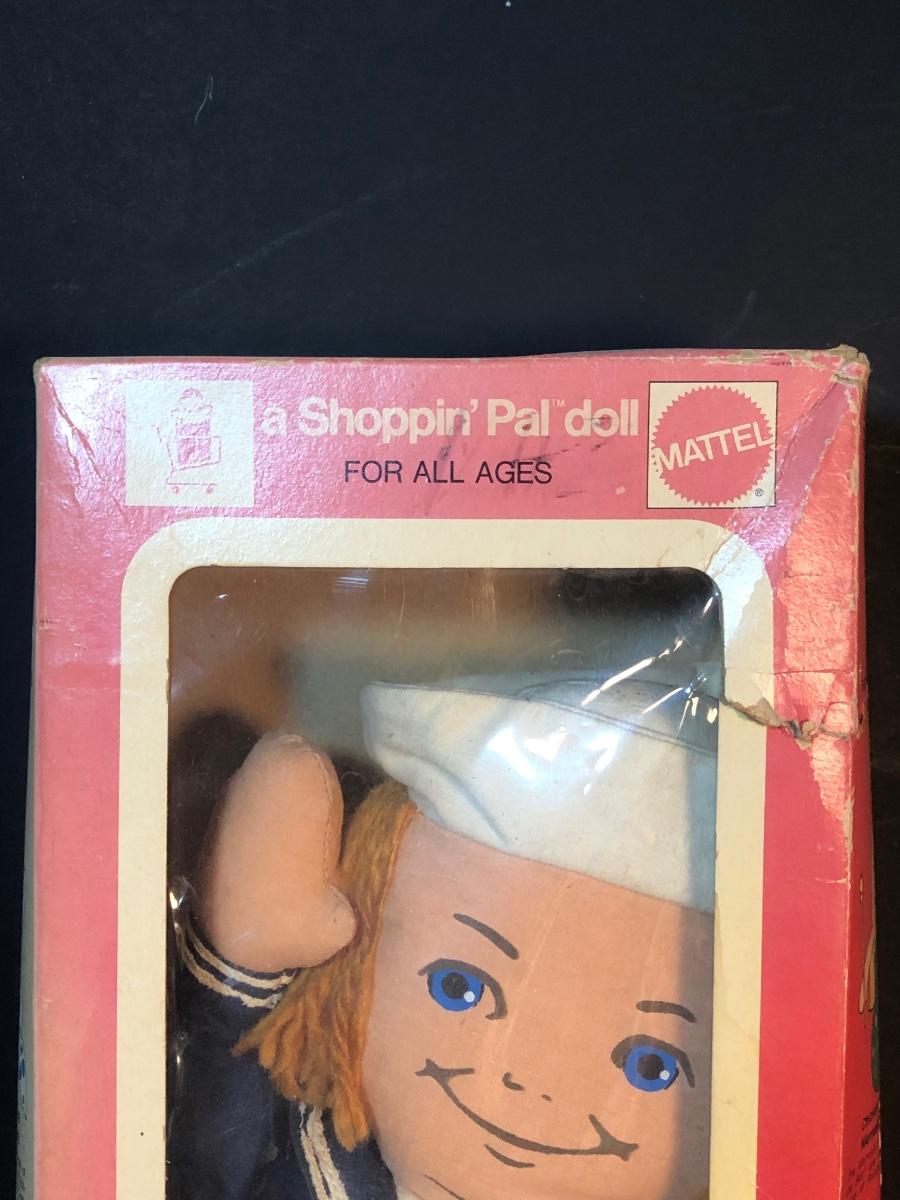 a Shoppin' Pal™ doll
FOR ALL AGES
MATTEL®